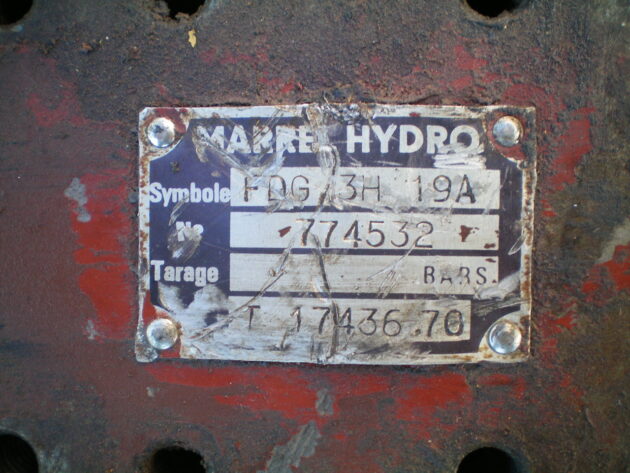 MARREL HYDRO
Symbole FDG 3H 19A
No 774532
Tarage BARS
T 17436.70